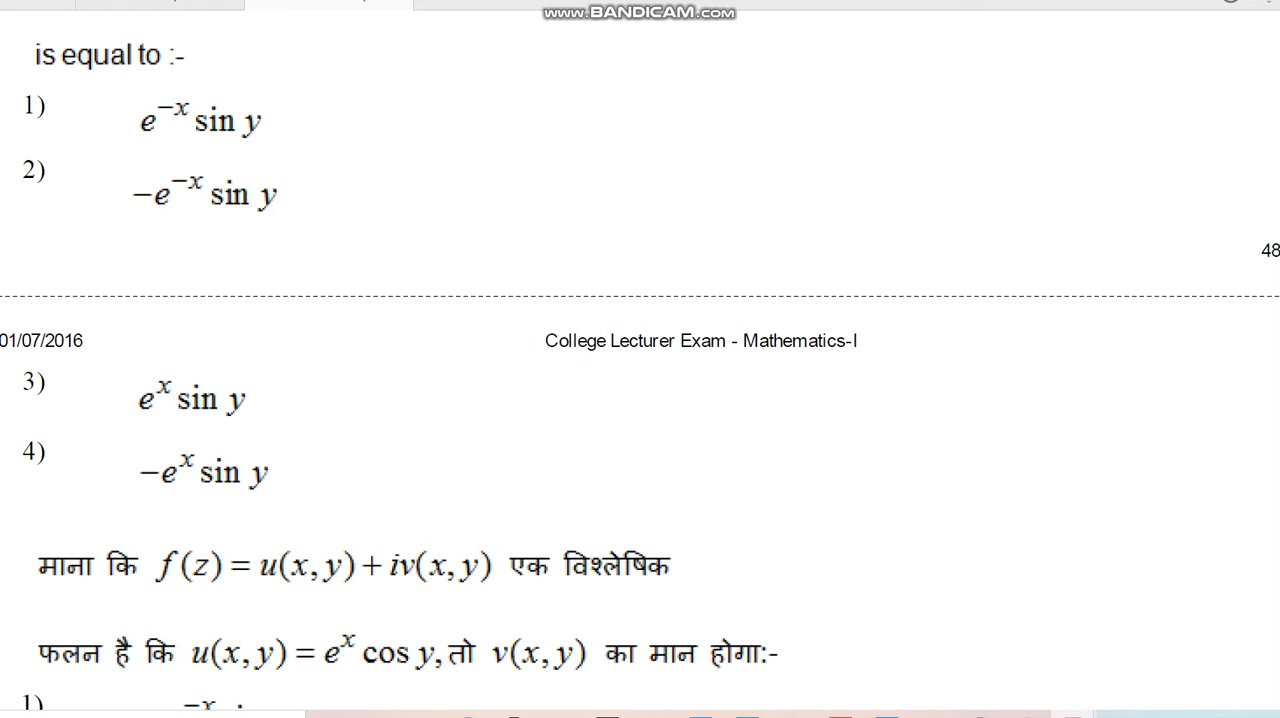 www.BANDICAM.com
is equal to :-
1) e^{-x} sin y
2) -e^{-x} sin y
48
01/07/2016 College Lecturer Exam - Mathematics-I
3) e^x sin y
4) -e^x sin y
माना कि f(z) = u(x, y) + iv(x, y) एक विश्लेषिक
फलन है कि u(x, y) = e^x cos y, तो v(x, y) का मान होगा:-
1) -x